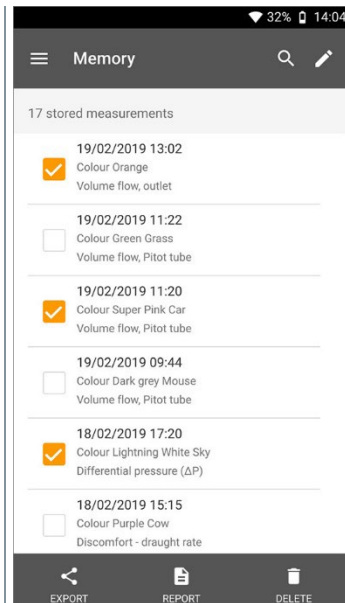 32% 14:04
Memory
17 stored measurements
19/02/2019 13:02
Colour Orange
Volume flow, outlet
19/02/2019 11:22
Colour Green Grass
Volume flow, Pitot tube
19/02/2019 11:20
Colour Super Pink Car
Volume flow, Pitot tube
19/02/2019 09:44
Colour Dark grey Mouse
Volume flow, Pitot tube
18/02/2019 17:20
Colour Lightning White Sky
Differential pressure (ΔP)
18/02/2019 15:15
Colour Purple Cow
Discomfort - draught rate
EXPORT REPORT DELETE